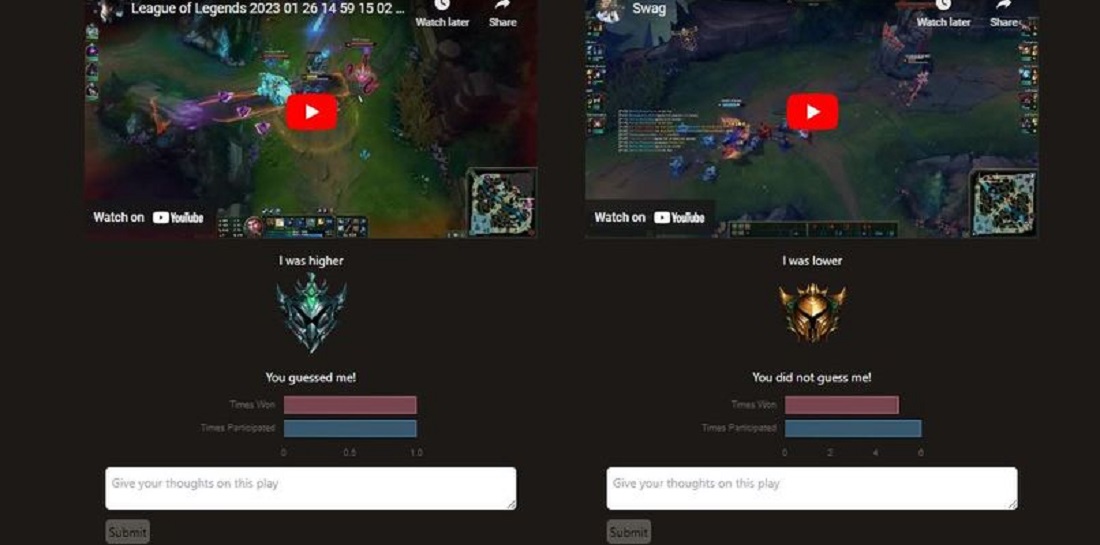 League of Legends 2023 01 26 14 59 15 02 ...
Watch later
Share
Watch on YouTube
I was higher
You guessed me!
Times Won
Times Participated
0
0.5
1.0
Give your thoughts on this play
Submit
Swag
Watch later
Share
Watch on YouTube
I was lower
You did not guess me!
Times Won
Times Participated
0
2
4
6
Give your thoughts on this play
Submit